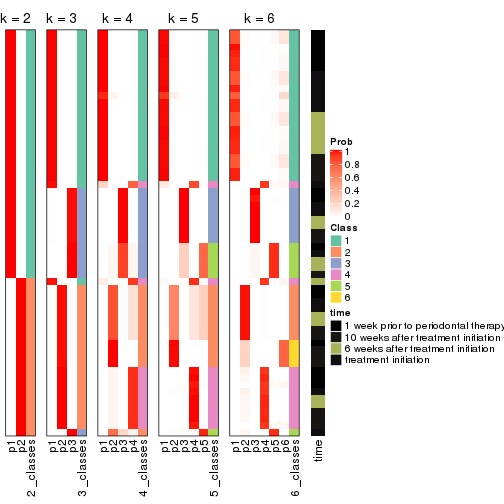 k = 2 k = 3 k = 4 k = 5 k = 6
Prob
1
0.8
0.6
0.4
0.2
0
Class
1
2
3
4
5
6
time
1 week prior to periodontal therapy
10 weeks after treatment initiation
6 weeks after treatment initiation
treatment initiation
p1
p2
2_classes
p1
p2
p3
3_classes
p1
p2
p3
p4
4_classes
p1
p2
p3
p4
p5
5_classes
p1
p2
p3
p4
p5
p6
6_classes
time